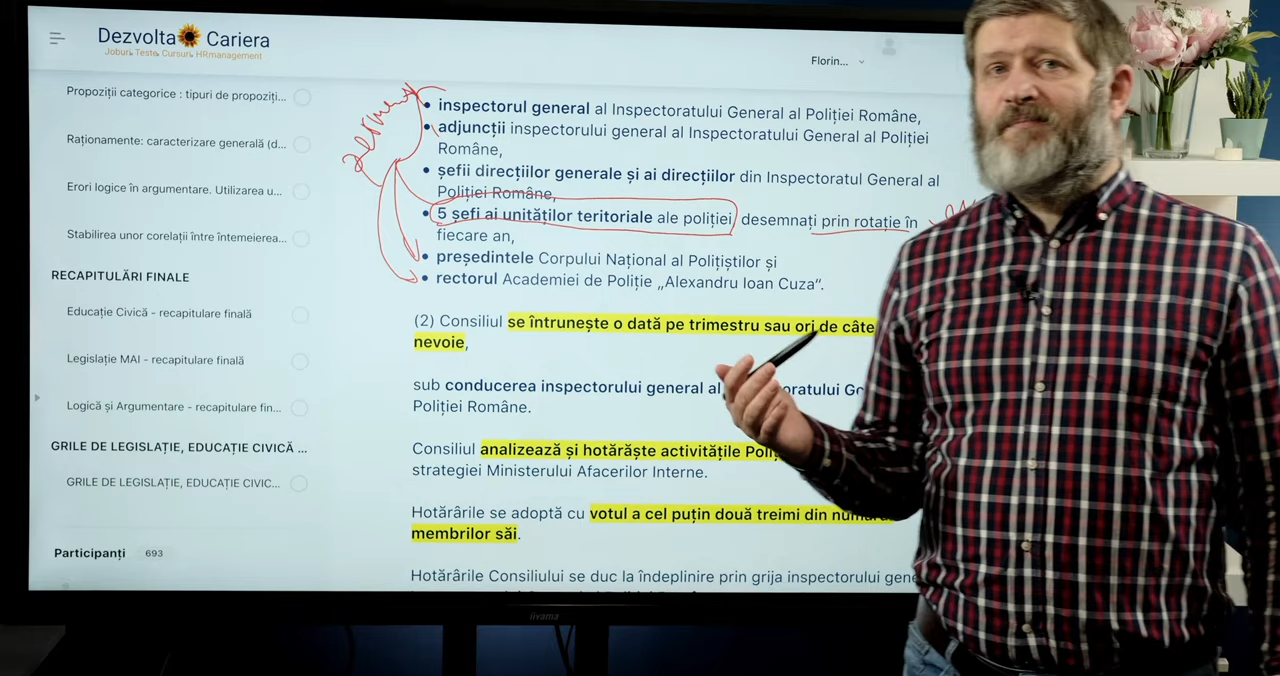 Dezvolta Cariera
Joburi, Teste, Cursuri, HRmanagement
Florin...
Propoziții categorice : tipuri de propoziți...
Raționamente: caracterizare generală (d...
Erori logice în argumentare. Utilizarea u...
Stabilirea unor corelații între întemeierea...
RECAPITULĂRI FINALE
Educație Civică - recapitulare finală
Legislație MAI - recapitulare finală
Logică și Argumentare - recapitulare fin...
GRILE DE LEGISLAȚIE, EDUCAȚIE CIVICĂ ...
GRILE DE LEGISLAȚIE, EDUCAȚIE CIVIC...
Participanți 693
• inspectorul general al Inspectoratului General al Poliției Române,
• adjuncții inspectorului general al Inspectoratului General al Poliției
Române,
• șefii direcțiilor generale și ai direcțiilor din Inspectoratul General al
Poliției Române,
• 5 șefi ai unităților teritoriale ale poliției desemnați prin rotație în
fiecare an,
• președintele Corpului Național al Polițiștilor și
• rectorul Academiei de Poliție „Alexandru Ioan Cuza“.
(2) Consiliul se întrunește o dată pe trimestru sau ori de câte
nevoie,
sub conducerea inspectorului general al
Poliției Române.
Consiliul analizează și hotărăște activitățile
strategiei Ministerului Afacerilor Interne.
Hotărârile se adoptă cu votul a cel puțin două treimi din
membrilor săi.
Hotărârile Consiliului se duc la îndeplinire prin grija inspectorului
iiyama